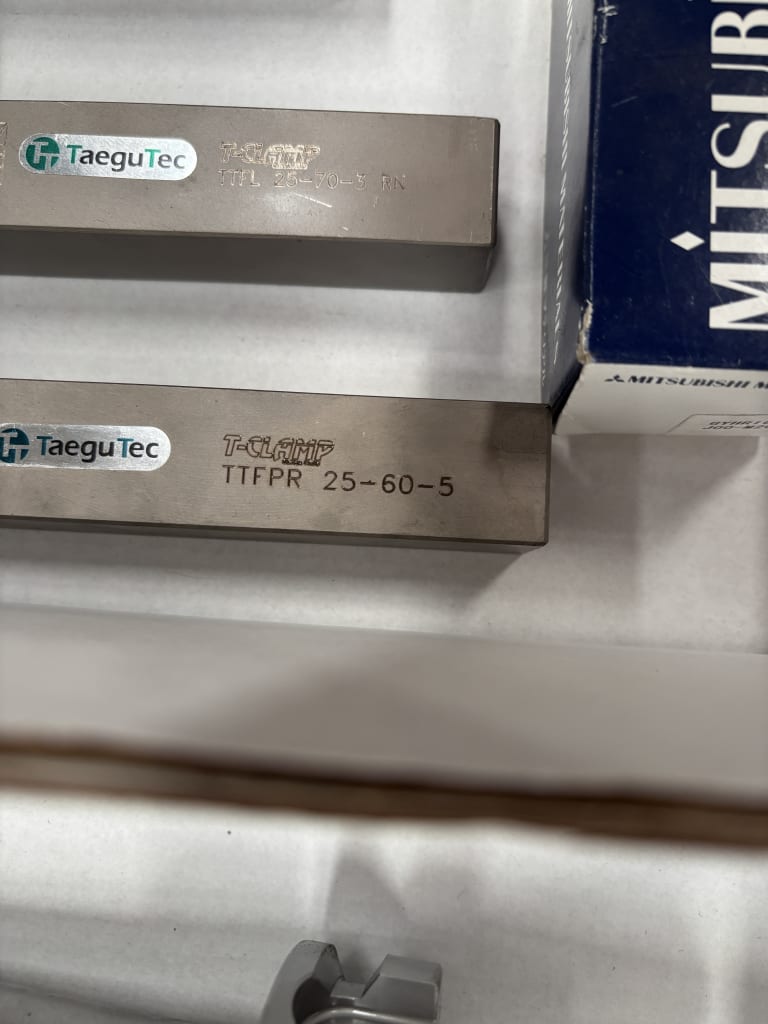 TaeguTec
T-CLAMP
TTFL 25-70-3 RN
MITSUBI
MITSUBISHI M
TaeguTec
T-CLAMP
TTFPR 25-60-5